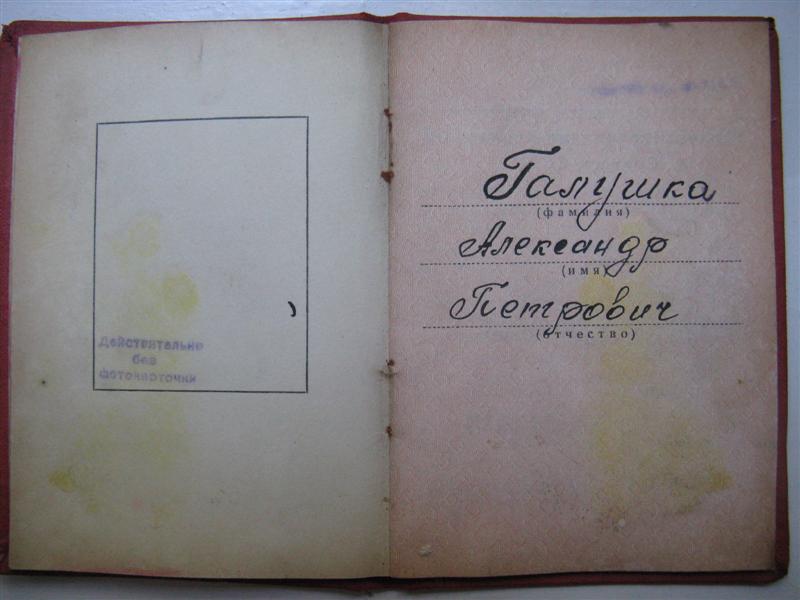 Действительно
без
фотокарточки
Галушка
(фамилия)
Александр
(имя)
Петрович
(отчество)